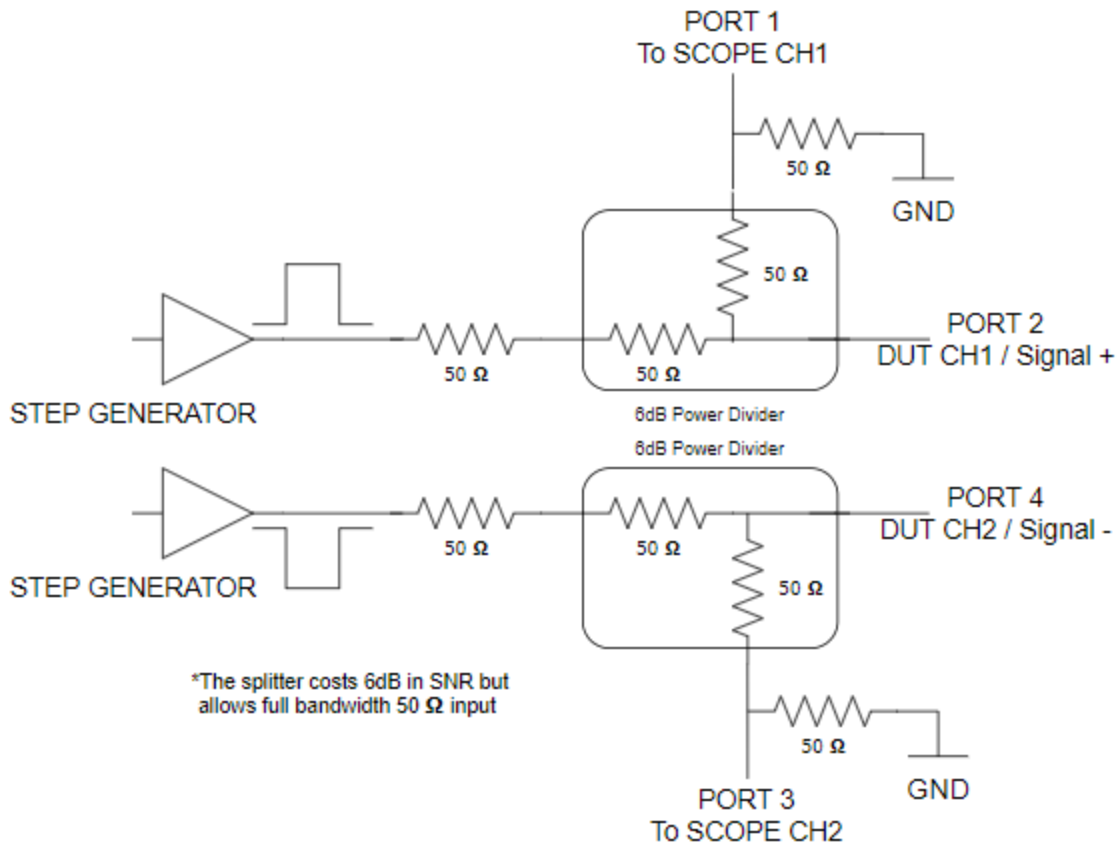 PORT 1
To SCOPE CH1
50 Ω
GND
50 Ω
PORT 2
DUT CH1 / Signal +
50 Ω
50 Ω
STEP GENERATOR
6dB Power Divider
6dB Power Divider
PORT 4
DUT CH2 / Signal -
50 Ω
50 Ω
STEP GENERATOR
50 Ω
*The splitter costs 6dB in SNR but
allows full bandwidth 50 Ω input
50 Ω
GND
PORT 3
To SCOPE CH2